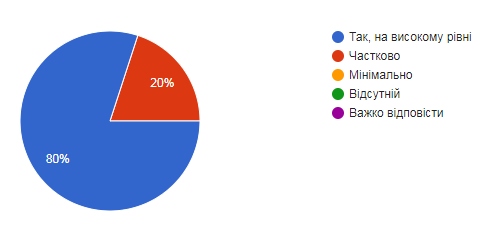 Так, на високому рівні
Частково
Мінімально
Відсутній
Важко відповісти
20%
80%